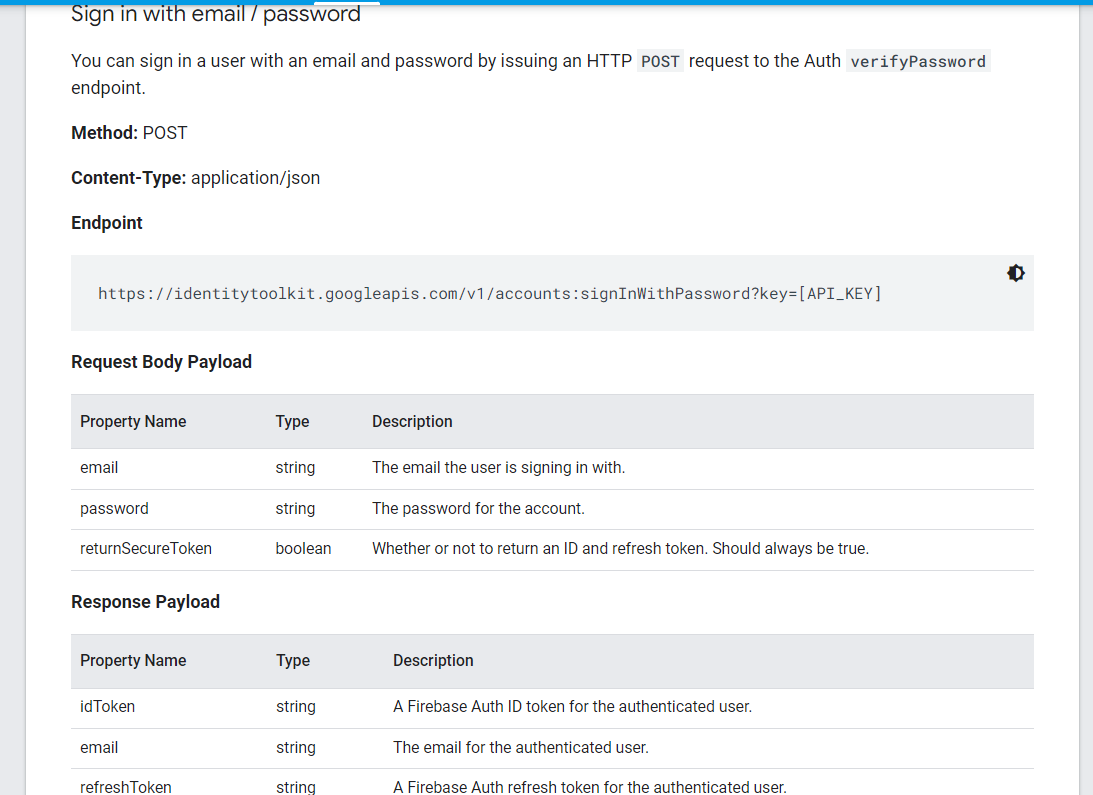 Sign in with email / password
You can sign in a user with an email and password by issuing an HTTP POST request to the Auth verifyPassword
endpoint.
Method: POST
Content-Type: application/json
Endpoint
https://identitytoolkit.googleapis.com/v1/accounts:signInWithPassword?key=[API_KEY]
Request Body Payload
Property Name Type Description
email string The email the user is signing in with.
password string The password for the account.
returnSecureToken boolean Whether or not to return an ID and refresh token. Should always be true.
Response Payload
Property Name Type Description
idToken string A Firebase Auth ID token for the authenticated user.
email string The email for the authenticated user.
refreshToken string A Firebase Auth refresh token for the authenticated user.